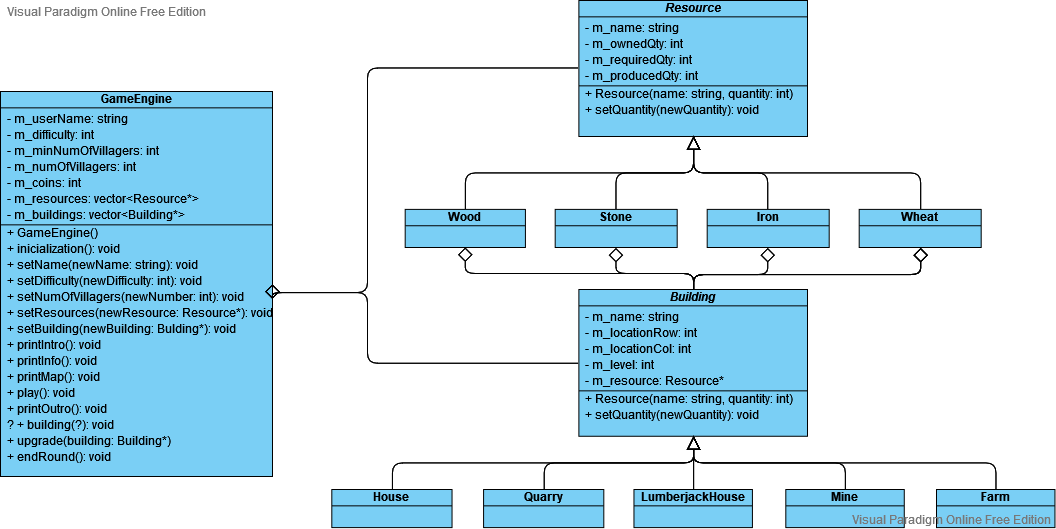 Visual Paradigm Online Free Edition
Resource
- m_name: string
- m_ownedQty: int
- m_requiredQty: int
- m_producedQty: int
+ Resource(name: string, quantity: int)
+ setQuantity(newQuantity): void
GameEngine
- m_userName: string
- m_difficulty: int
- m_minNumOfVillagers: int
- m_numOfVillagers: int
- m_coins: int
- m_resources: vector<Resource*>
- m_buildings: vector<Building*>
+ GameEngine()
+ inicialization(): void
+ setName(newName: string): void
+ setDifficulty(newDifficulty: int): void
+ setNumOfVillagers(newNumber: int): void
+ setResources(newResource: Resource*): void
+ setBuilding(newBuilding: Bulding*): void
+ printIntro(): void
+ printInfo(): void
+ printMap(): void
+ play(): void
+ printOutro(): void
? + building(?): void
+ upgrade(building: Building*)
+ endRound(): void
Wood
Stone
Iron
Wheat
Building
- m_name: string
- m_locationRow: int
- m_locationCol: int
- m_level: int
- m_resource: Resource*
+ Resource(name: string, quantity: int)
+ setQuantity(newQuantity): void
House
Quarry
LumberjackHouse
Mine
Farm
Visual Paradigm Online Free Edition